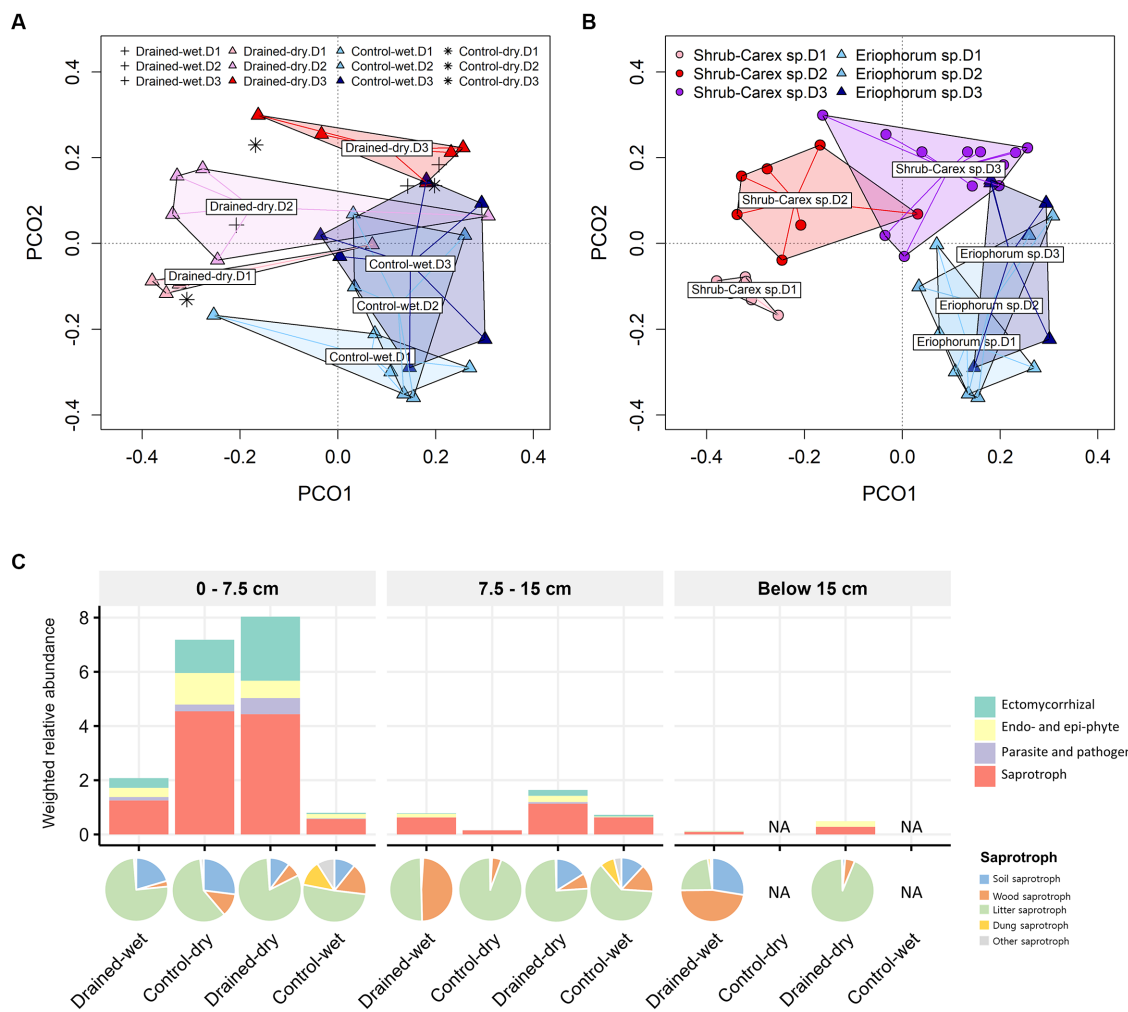 A
Drained-wet.D1 Drained-dry.D1 Control-wet.D1 Control-dry.D1
Drained-wet.D2 Drained-dry.D2 Control-wet.D2 Control-dry.D2
Drained-wet.D3 Drained-dry.D3 Control-wet.D3 Control-dry.D3
0.4
0.2
0.0
-0.2
-0.4
PCO2
Drained-dry.D3
Drained-dry.D2
Drained-dry.D1
Control-wet.D3
Control-wet.D2
Control-wet.D1
-0.4 -0.2 0.0 0.2 0.4
PCO1
B
Shrub-Carex sp.D1 Eriophorum sp.D1
Shrub-Carex sp.D2 Eriophorum sp.D2
Shrub-Carex sp.D3 Eriophorum sp.D3
0.4
0.2
0.0
-0.2
-0.4
PCO2
Shrub-Carex sp.D3
Shrub-Carex sp.D2
Shrub-Carex sp.D1
Eriophorum sp.D3
Eriophorum sp.D2
Eriophorum sp.D1
-0.4 -0.2 0.0 0.2 0.4
PCO1
C
0 - 7.5 cm 7.5 - 15 cm Below 15 cm
Weighted relative abundance
8
6
4
2
0
NA NA
NA NA
Drained-wet Control-dry Drained-dry Control-wet Drained-wet Control-dry Drained-dry Control-wet Drained-wet Control-dry Drained-dry Control-wet
Ectomycorrhizal
Endo- and epi-phyte
Parasite and pathogen
Saprotroph
Saprotroph
Soil saprotroph
Wood saprotroph
Litter saprotroph
Dung saprotroph
Other saprotroph